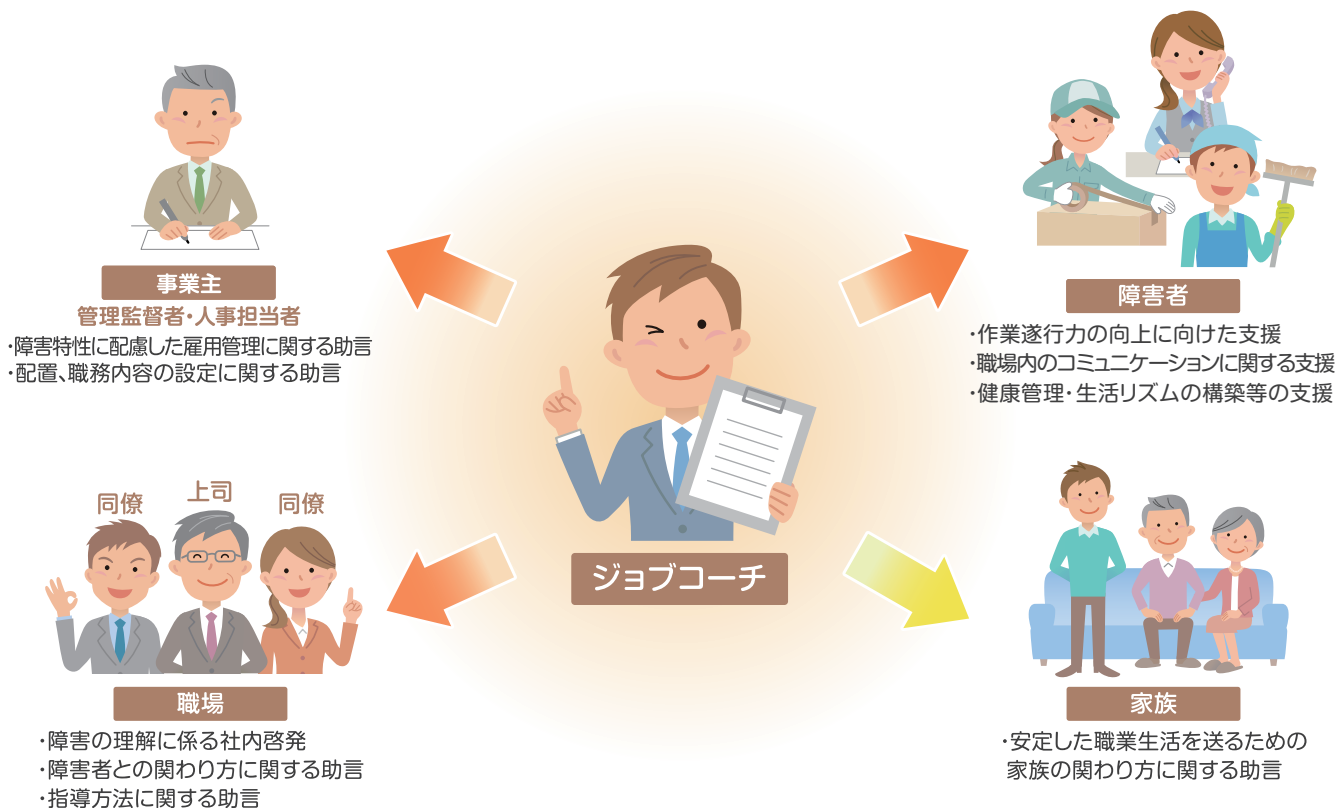 事業主
管理監督者・人事担当者
・障害特性に配慮した雇用管理に関する助言
・配置、職務内容の設定に関する助言
障害者
・作業遂行力の向上に向けた支援
・職場内のコミュニケーションに関する支援
・健康管理・生活リズムの構築等の支援
ジョブコーチ
同僚
上司
同僚
職場
・障害の理解に係る社内啓発
・障害者との関わり方に関する助言
・指導方法に関する助言
家族
・安定した職業生活を送るための
家族の関わり方に関する助言